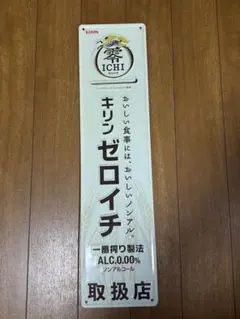 KIRIN
零
ICHI
おいしい食事には、おいしいノンアル。
キリン ゼロイチ
一番搾り製法
ALC.0.00%
ノンアルコール
取扱店